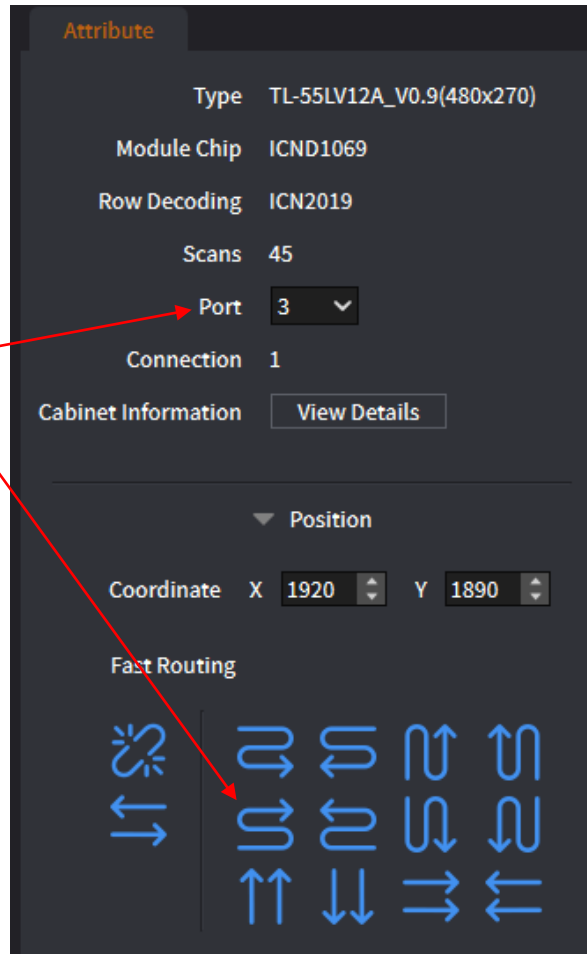 Attribute
Type TL-55LV12A_V0.9(480x270)
Module Chip ICND1069
Row Decoding ICN2019
Scans 45
Port 3
Connection 1
Cabinet Information View Details
Position
Coordinate X 1920 Y 1890
Fast Routing